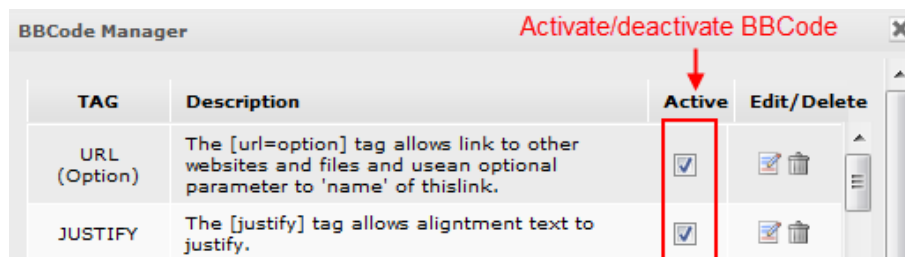 BBCode Manager
Activate/deactivate BBCode
TAG Description Active Edit/Delete
URL (Option)
The [url=option] tag allows link to other
websites and files and usean optional
parameter to 'name' of thislink.
JUSTIFY
The [justify] tag allows aligntment text to
justify.